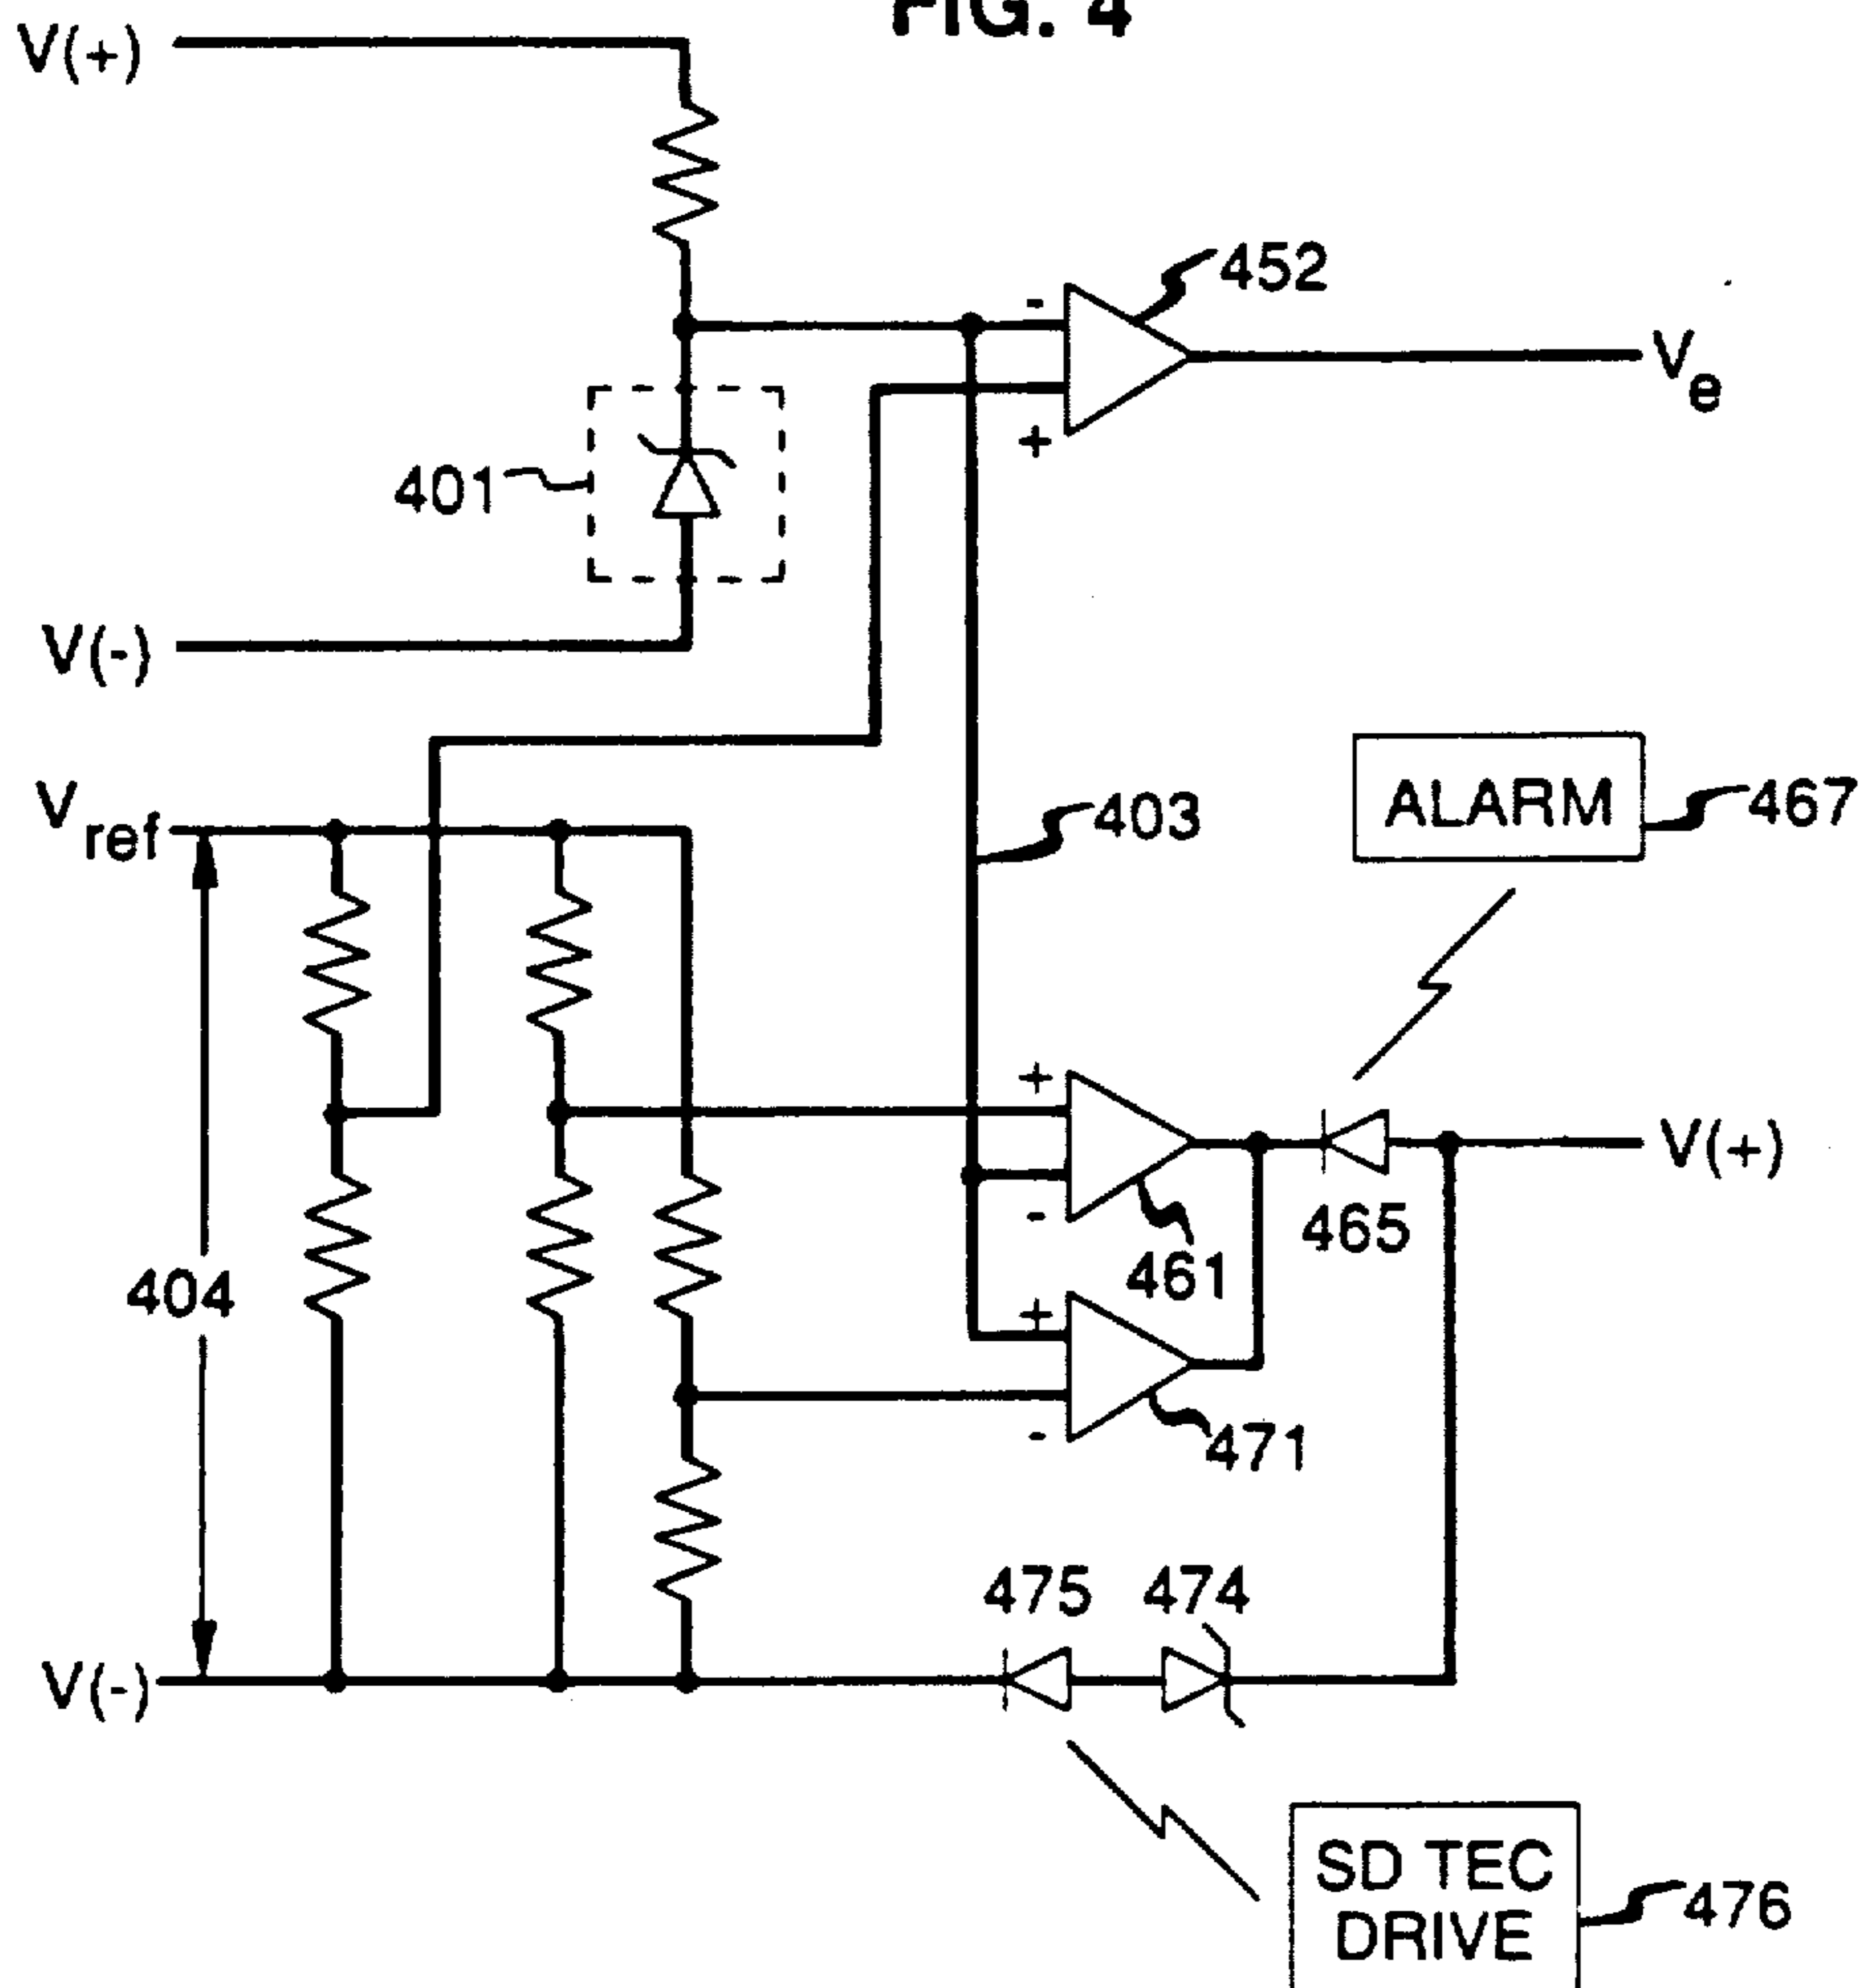 FIG. 4
V(+)
452
-
+
Ve
401
V(-)
Vref
403
ALARM
467
+
-
V(+)
465
461
404
+
-
471
475
474
V(-)
SD TEC
DRIVE
476